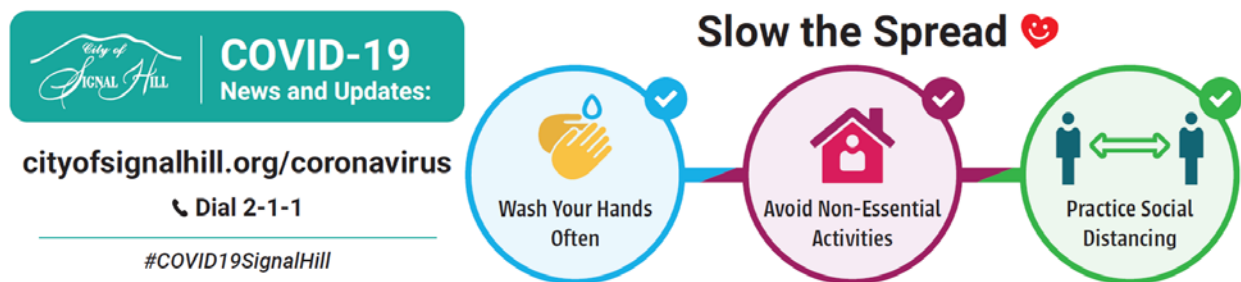 City of
Signal Hill
COVID-19
News and Updates:
cityofsignalhill.org/coronavirus
Dial 2-1-1
#COVID19SignalHill
Slow the Spread
Wash Your Hands
Often
Avoid Non-Essential
Activities
Practice Social
Distancing